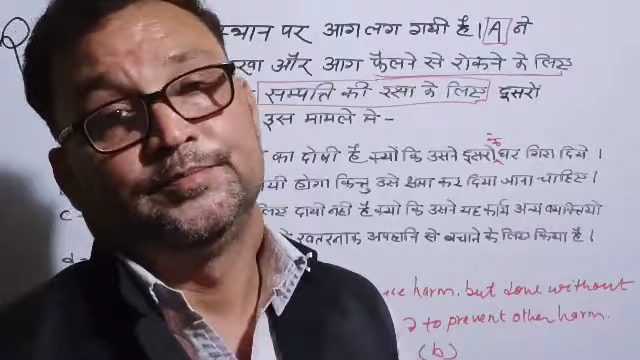 Q
स्थान पर आग लग गयी है। A ने
और आग फैलने से रोकने के लिए
सम्पति की रक्षा के लिए दूसरो
इस मामले मे -
का दोषी है क्यों कि उसने दूसरो के घर गिरा दिये ।
होगा किन्तु उसे क्षमा कर दिया जाना चाहिए ।
c - दायी नही है क्यो कि उसने यह कार्य अन्य व्यक्तियो
d - खतरनाक अपहानि से बचाने के लिए किया है ।
harm. but done without
to prevent other harm.
(b)